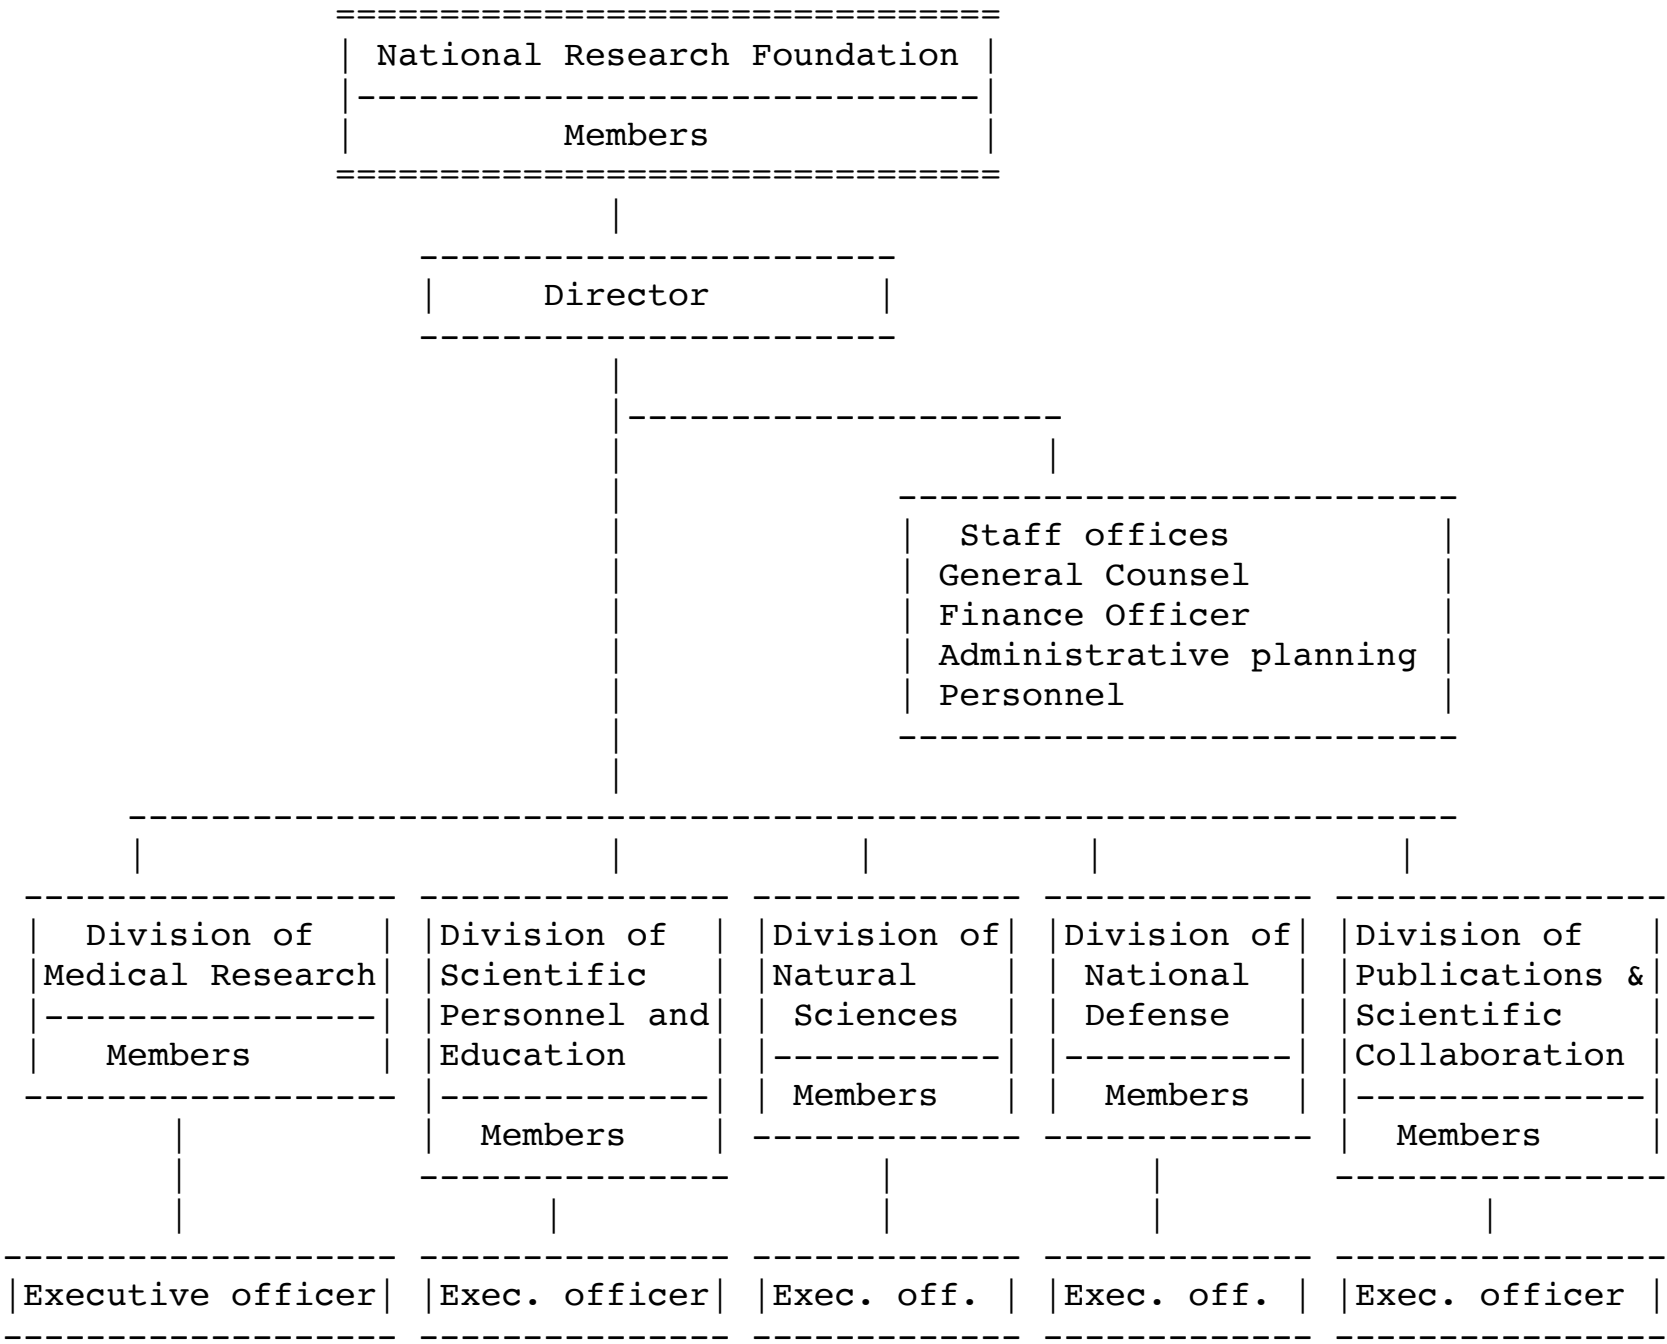 National Research Foundation
Members
Director
Staff offices
General Counsel
Finance Officer
Administrative planning
Personnel
Division of
Medical Research
Members
Division of
Scientific
Personnel and
Education
Members
Division of
Natural
Sciences
Members
Division of
National
Defense
Members
Division of
Publications &
Scientific
Collaboration
Members
Executive officer
Exec. officer
Exec. off.
Exec. off.
Exec. officer